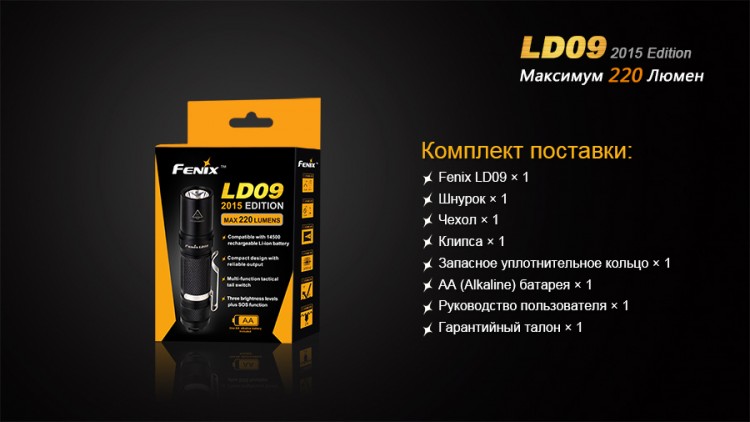 LD09 2015 Edition
Максимум 220 Люмен
Комплект поставки:
Fenix LD09 × 1
Шнурок × 1
Чехол × 1
Клипса × 1
Запасное уплотнительное кольцо × 1
AA (Alkaline) батарея × 1
Руководство пользователя × 1
Гарантийный талон × 1
FENIX™
LD09
2015 EDITION
MAX 220 LUMENS
Compatible with 14500
rechargeable Li-ion battery
Compact design with
reliable output
Multi-function tactical
tail switch
Three brightness levels
plus SOS function
AA